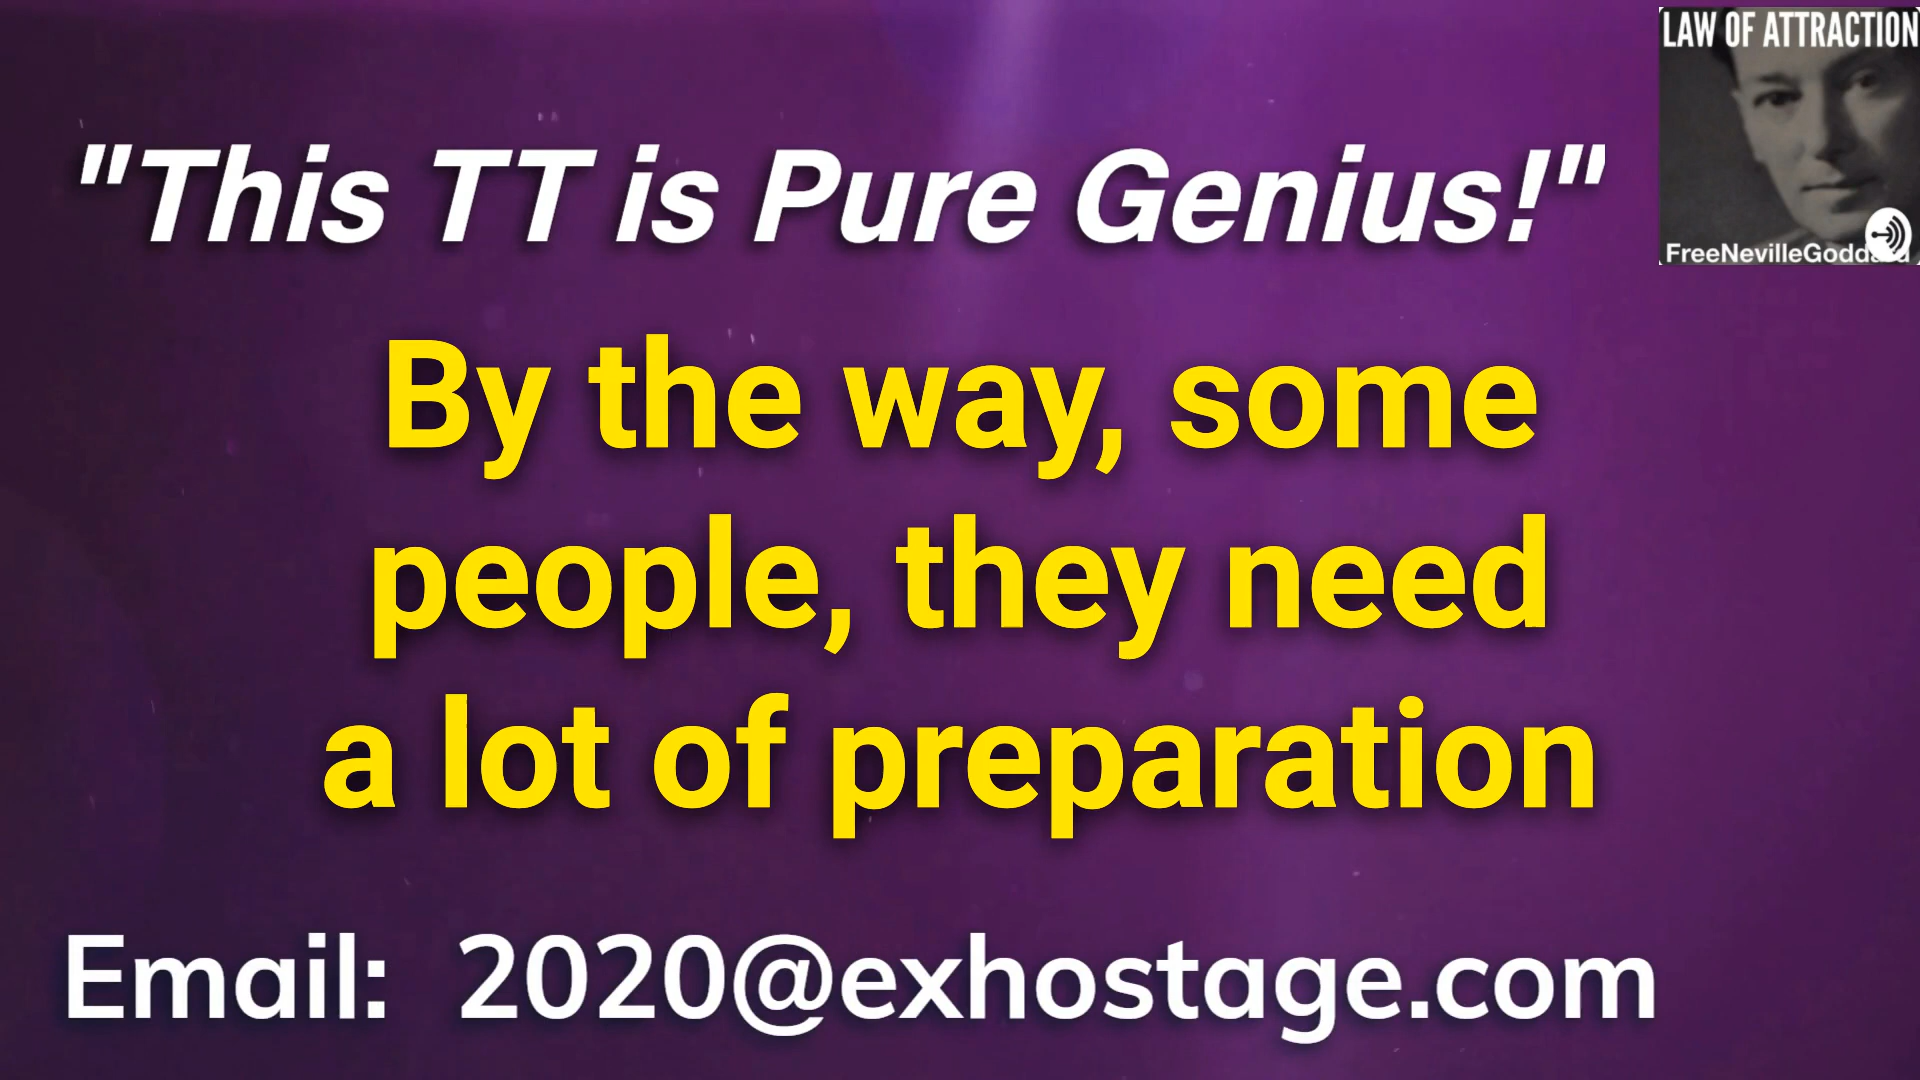 LAW OF ATTRACTION
"This TT is Pure Genius!"
By the way, some
people, they need
a lot of preparation
Email: 2020@exhostage.com